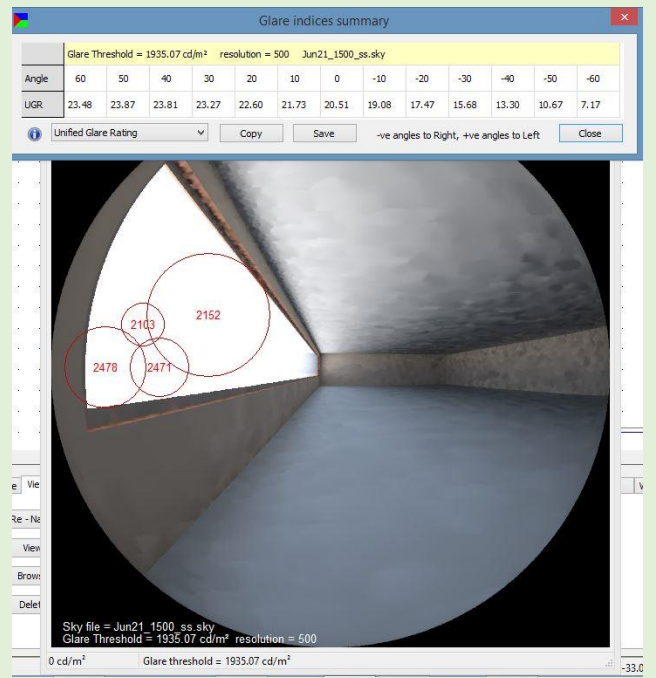 Glare indices summary
Glare Threshold = 1935.07 cd/m² resolution = 500 Jun21_1500_ss.sky
Angle 60 50 40 30 20 10 0 -10 -20 -30 -40 -50 -60
UGR 23.48 23.87 23.81 23.27 22.60 21.73 20.51 19.08 17.47 15.68 13.30 10.67 7.17
Unified Glare Rating Copy Save -ve angles to Right, +ve angles to Left Close
2152
2103
2478 2471
Vie
Re - Na
View
Brows
Delet
Sky file = Jun21_1500_ss.sky
Glare Threshold = 1935.07 cd/m² resolution = 500
0 cd/m² Glare threshold = 1935.07 cd/m²
-33.0